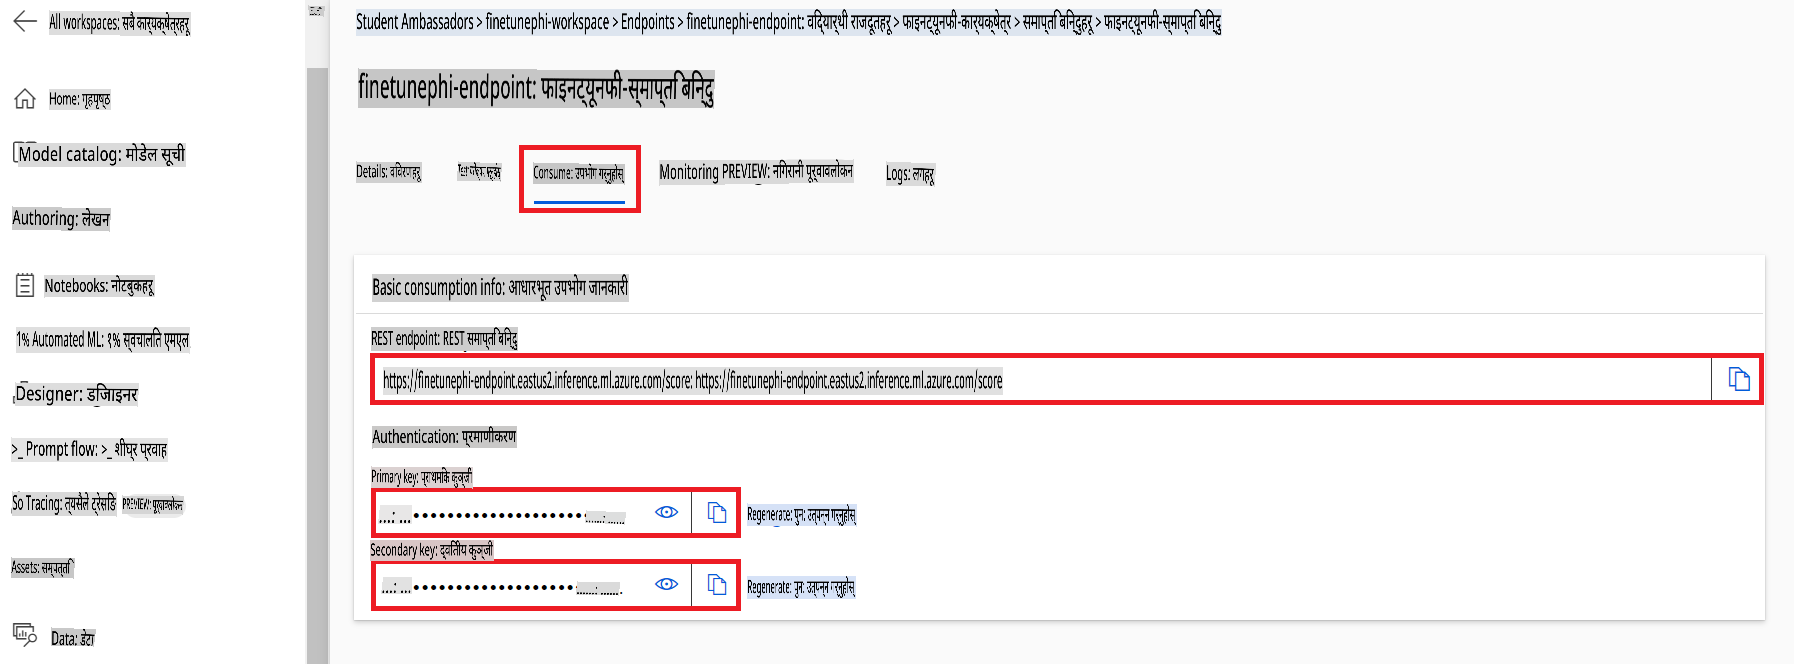 All workspaces: सबै कार्यक्षेत्रहरू
Home: गृहपृष्ठ
Model catalog: मोडेल सूची
Authoring: लेखन
Notebooks: नोटबुकहरू
1% Automated ML: १% स्वचालित एमएल
Designer: डिजाइनर
>_ Prompt flow: >_ शीघ्र प्रवाह
So Tracing: त्यसैले ट्रेसिङ PREVIEW: पूर्वावलोकन
Assets: सम्पत्ति
Data: डेटा
Student Ambassadors > finetunephi-workspace > Endpoints > finetunephi-endpoint: विद्यार्थी राजदूतहरू > फाइनट्यूनफी-कार्यक्षेत्र > समाप्ति बिन्दुहरू > फाइनट्यूनफी-समाप्ति बिन्दु
finetunephi-endpoint: फाइनट्यूनफी-समाप्ति बिन्दु
Details: विवरणहरू
Consume: उपभोग गर्नुहोस्
Monitoring PREVIEW: निगरानी पूर्वावलोकन
Logs: लगहरू
Basic consumption info: आधारभूत उपभोग जानकारी
REST endpoint: REST समाप्ति बिन्दु
https://finetunephi-endpoint.eastus2.inference.ml.azure.com/score: https://finetunephi-endpoint.eastus2.inference.ml.azure.com/score
Authentication: प्रमाणीकरण
Primary key: प्राथमिक कुञ्जी
Regenerate: पुन: उत्पन्न गर्नुहोस्
Secondary key: द्वितीय कुञ्जी
Regenerate: पुन: उत्पन्न गर्नुहोस्